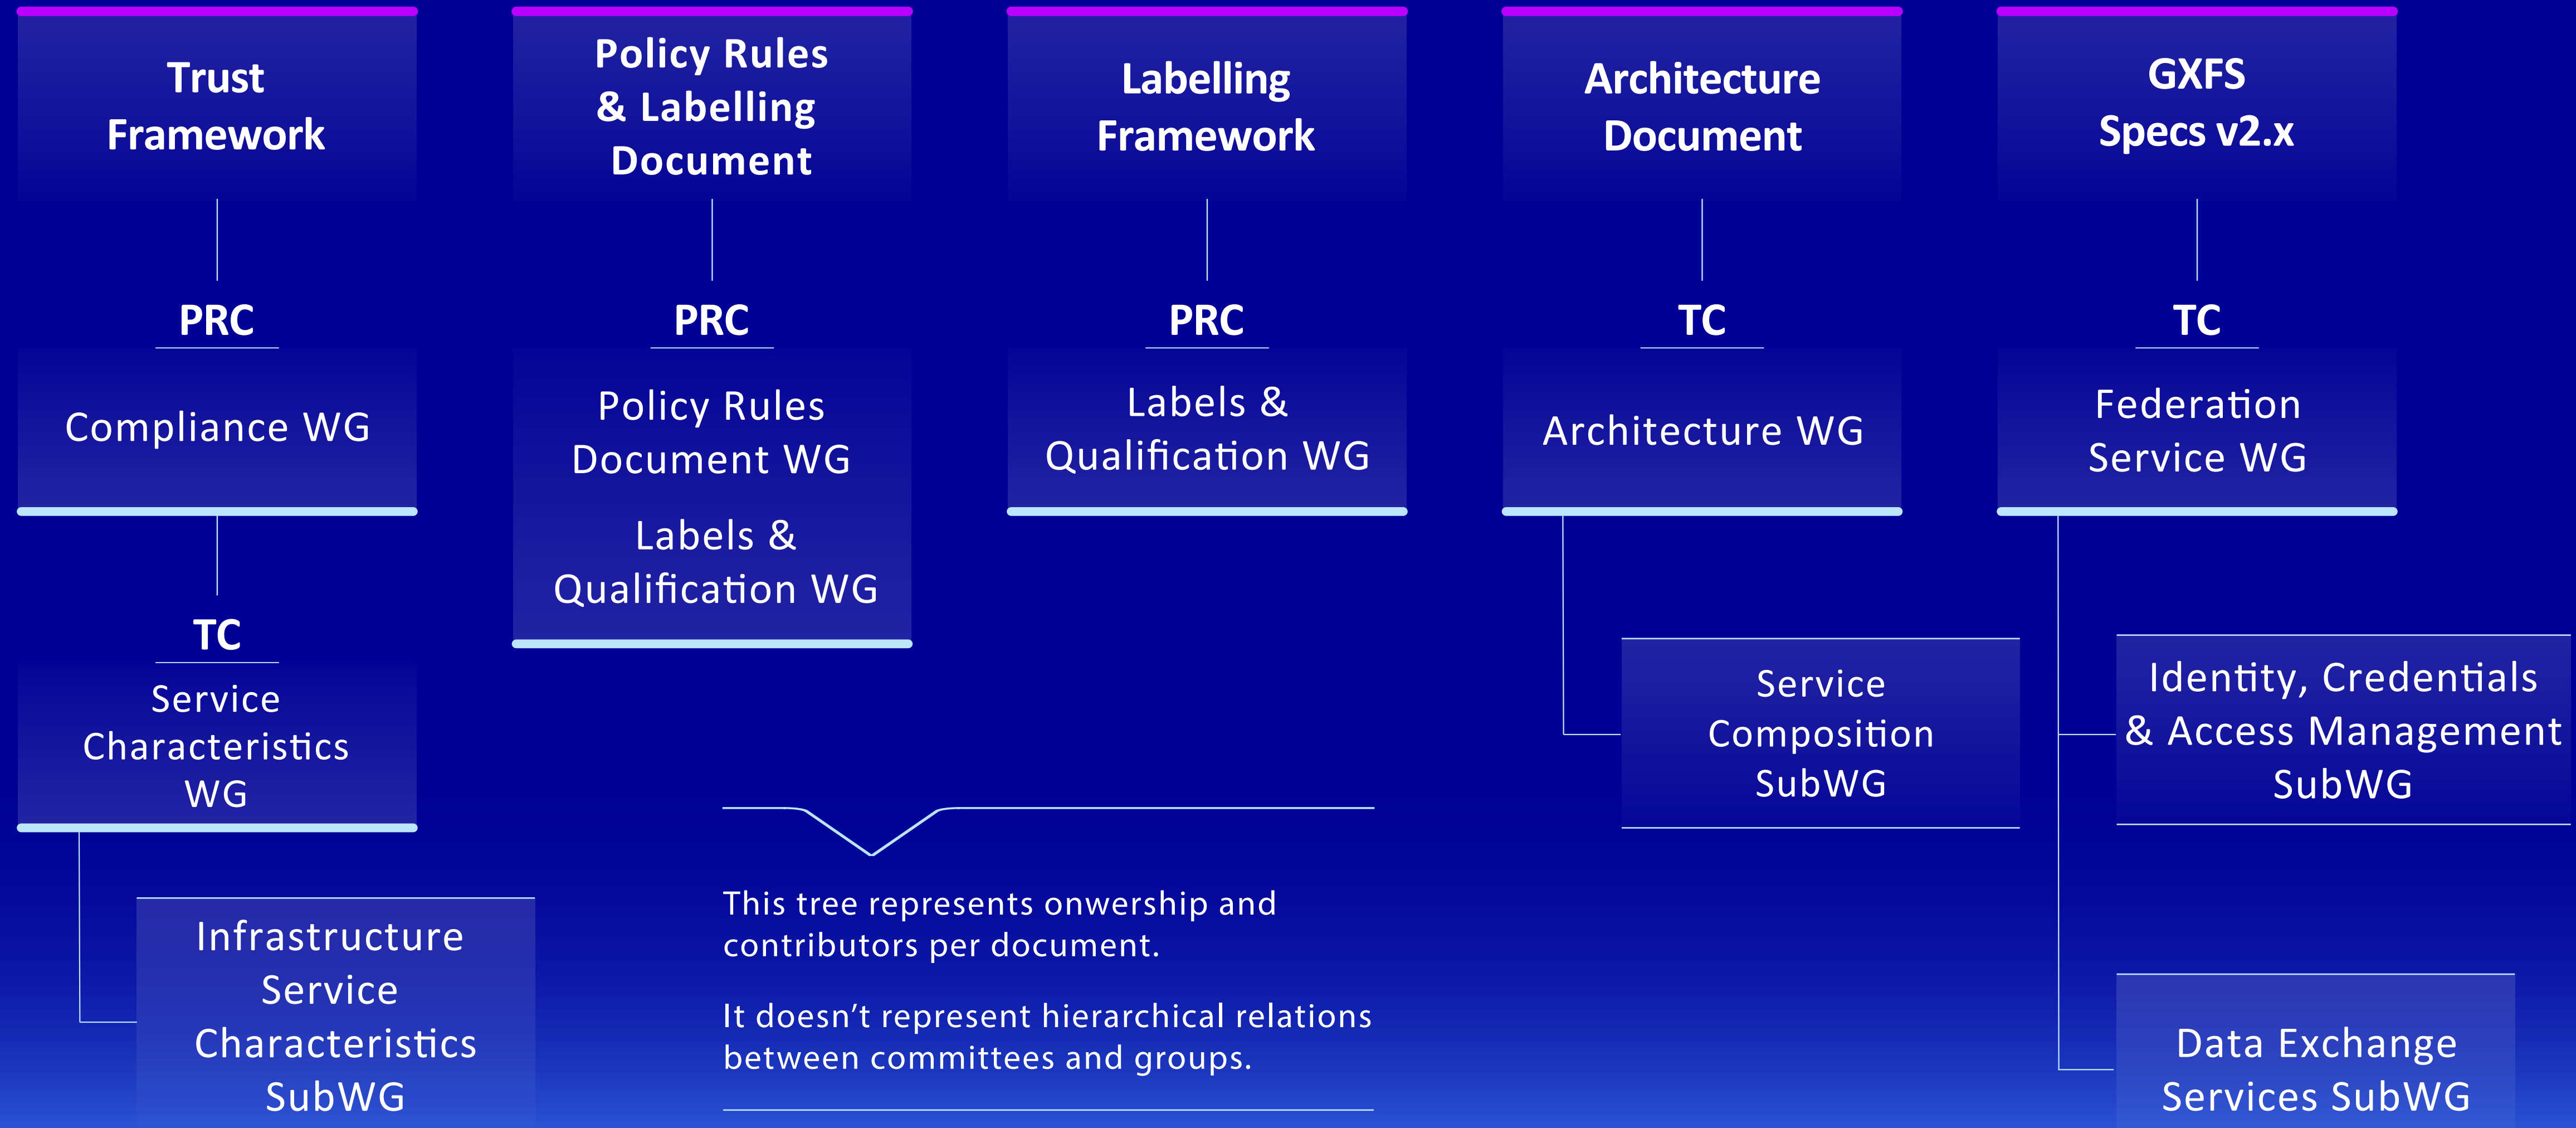 Trust
Framework
PRC
Compliance WG
TC
Service
Characteristics
WG
Infrastructure
Service
Characteristics
SubWG
Policy Rules
& Labelling
Document
PRC
Policy Rules
Document WG
Labels &
Qualification WG
Labelling
Framework
PRC
Labels &
Qualification WG
This tree represents onwership and
contributors per document.
It doesn’t represent hierarchical relations
between committees and groups.
Architecture
Document
TC
Architecture WG
Service
Composition
SubWG
GXFS
Specs v2.x
TC
Federation
Service WG
Identity, Credentials
& Access Management
SubWG
Data Exchange
Services SubWG